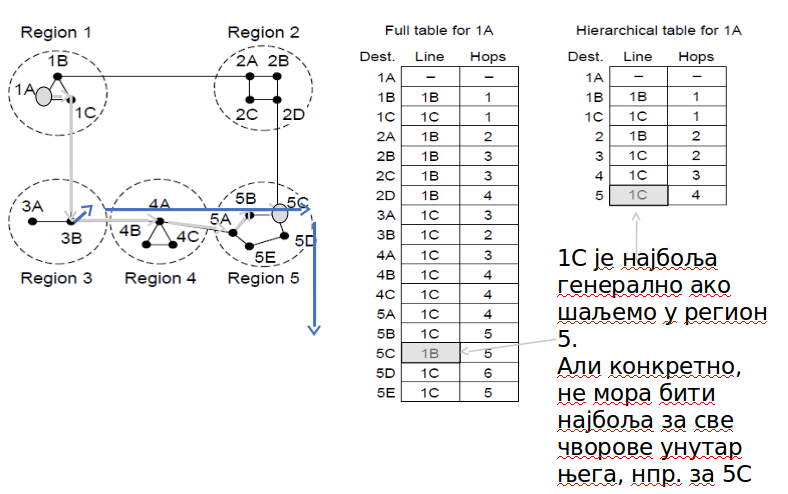 Region 1
Region 2
1B
2A 2B
1A
1C
2C
2D
3A
4A
5B
5C
3B
4B
4C
5A
5D
5E
Region 3
Region 4
Region 5
Full table for 1A
Dest. Line Hops
1A – –
1B 1B 1
1C 1C 1
2A 1B 2
2B 1B 3
2C 1B 3
2D 1B 4
3A 1C 3
3B 1C 2
4A 1C 3
4B 1C 4
4C 1C 4
5A 1C 4
5B 1C 5
5C 1B 5
5D 1C 6
5E 1C 5
Hierarchical table for 1A
Dest. Line Hops
1A – –
1B 1B 1
1C 1C 1
2 1B 2
3 1C 2
4 1C 3
5 1C 4
1C је најбоља
генерално ако
шаљемо у регион
5.
Али конкретно,
не мора бити
најбоља за све
чворове унутар
њега, нпр. за 5C